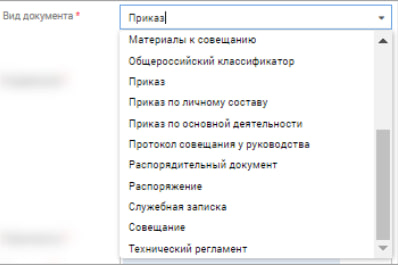 Вид документа *
Приказ
Материалы к совещанию
Общероссийский классификатор
Приказ
Приказ по личному составу
Приказ по основной деятельности
Протокол совещания у руководства
Распорядительный документ
Распоряжение
Служебная записка
Совещание
Технический регламент